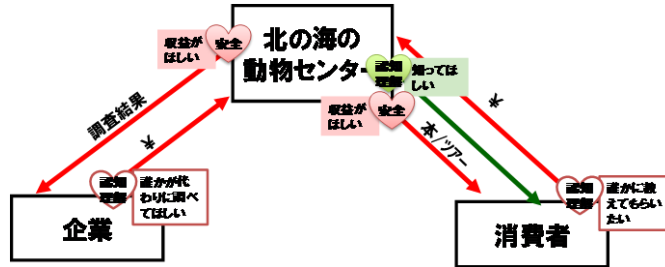 収益が
ほしい
安全
北の海の
動物センター
認知
理解
知ってほ
しい
収益が
ほしい
安全
調査結果
¥
本/ツアー
¥
認知
理解
誰かが代
わりに調べ
てほしい
企業
認知
理解
誰かに教
えてもらい
たい
消費者